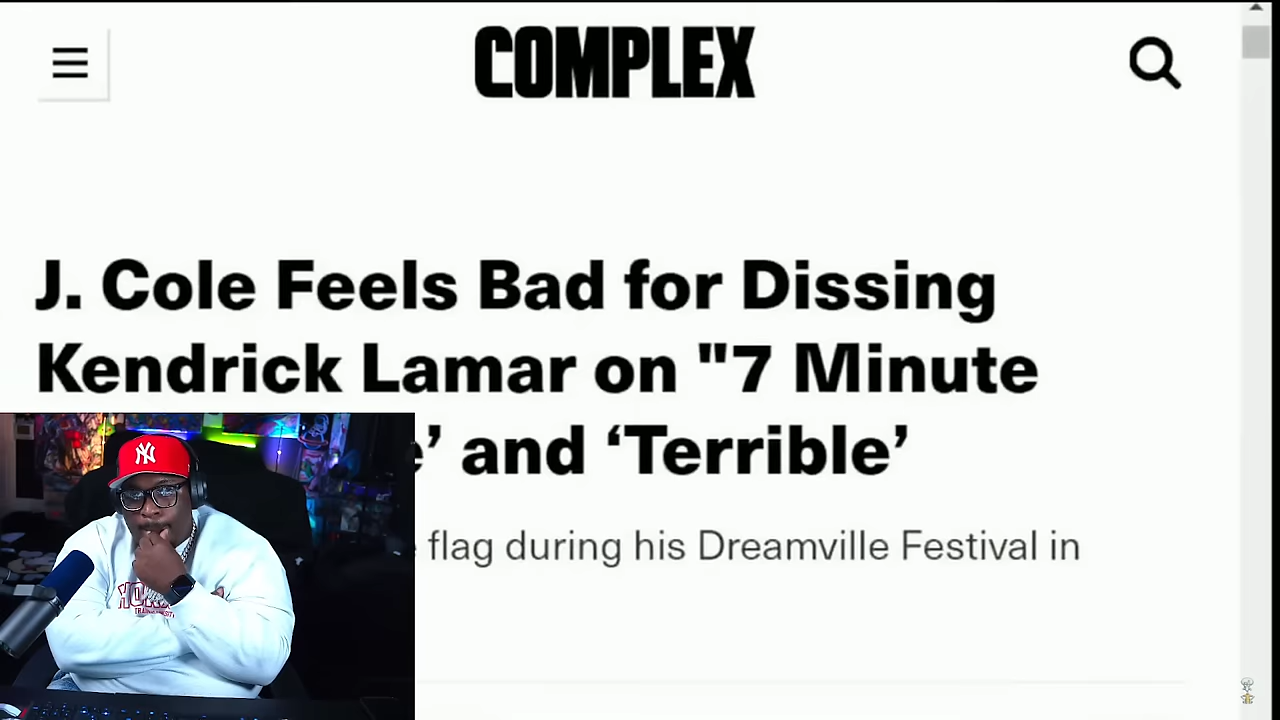 COMPLEX
J. Cole Feels Bad for Dissing
Kendrick Lamar on "7 Minute
’ and ‘Terrible’
flag during his Dreamville Festival in
NY